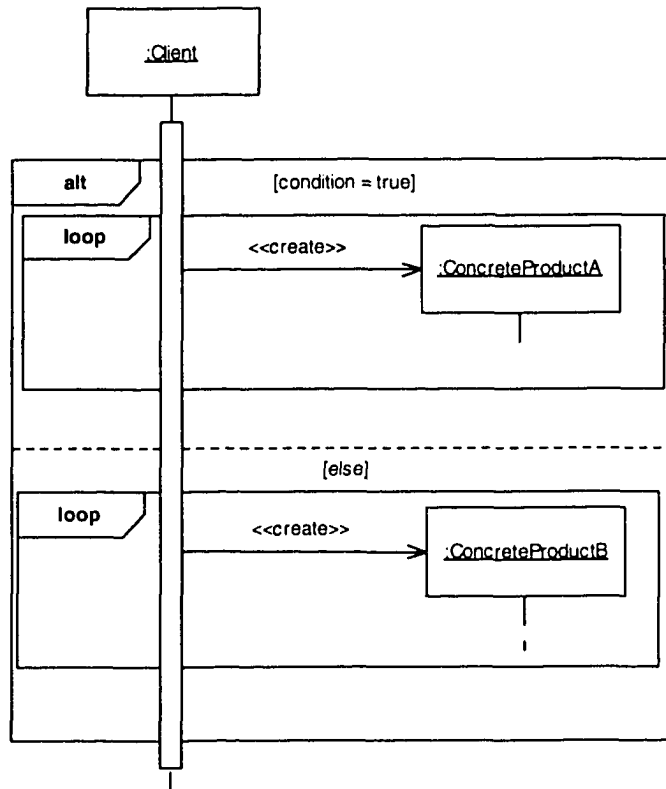 :Client
alt
[condition = true]
loop
<<create>>
:ConcreteProductA
[else]
loop
<<create>>
:ConcreteProductB